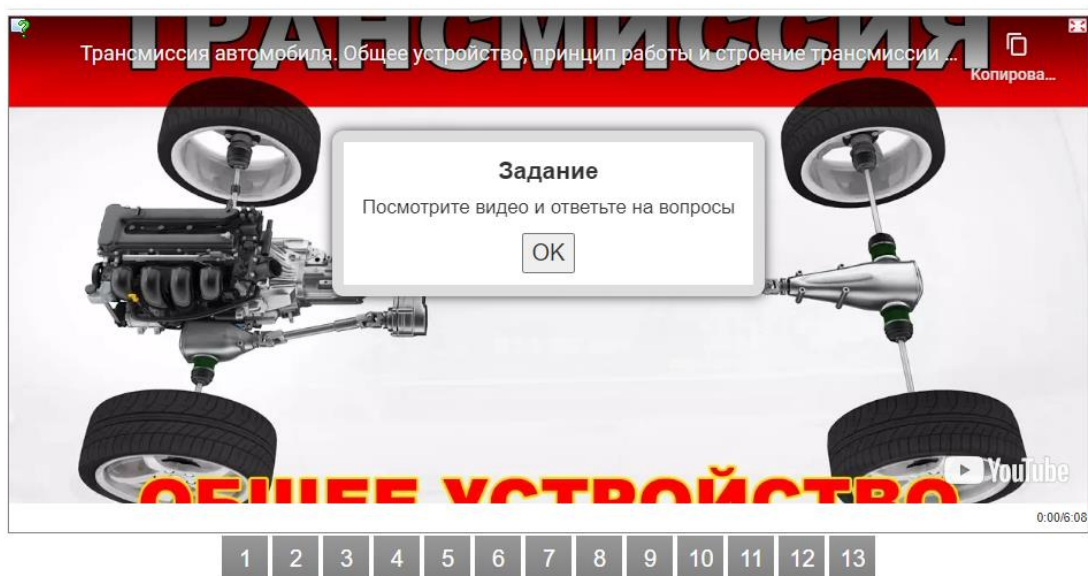 ТРАНСМИССИЯ
Трансмиссия автомобиля. Общее устройство, принцип работы и строение трансмиссии ...
Копирова...
Задание
Посмотрите видео и ответьте на вопросы
OK
YouTube
ОБЩЕЕ УСТРОЙСТВО
0:00/6:08
1 2 3 4 5 6 7 8 9 10 11 12 13